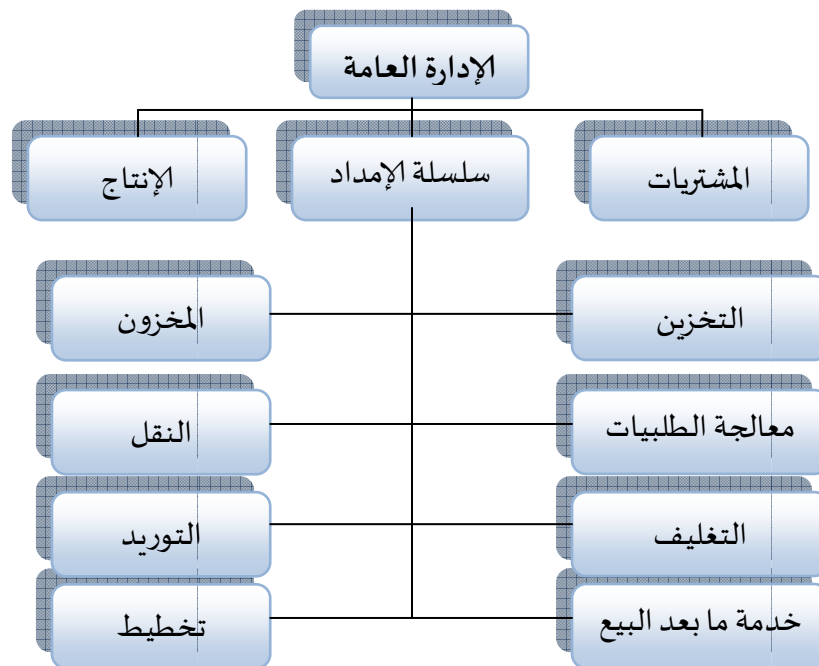 الإدارة العامة
المشتريات
سلسلة الإمداد
الإنتاج
التخزين
المخزون
معالجة الطلبيات
النقل
التغليف
التوريد
خدمة ما بعد البيع
تخطيط